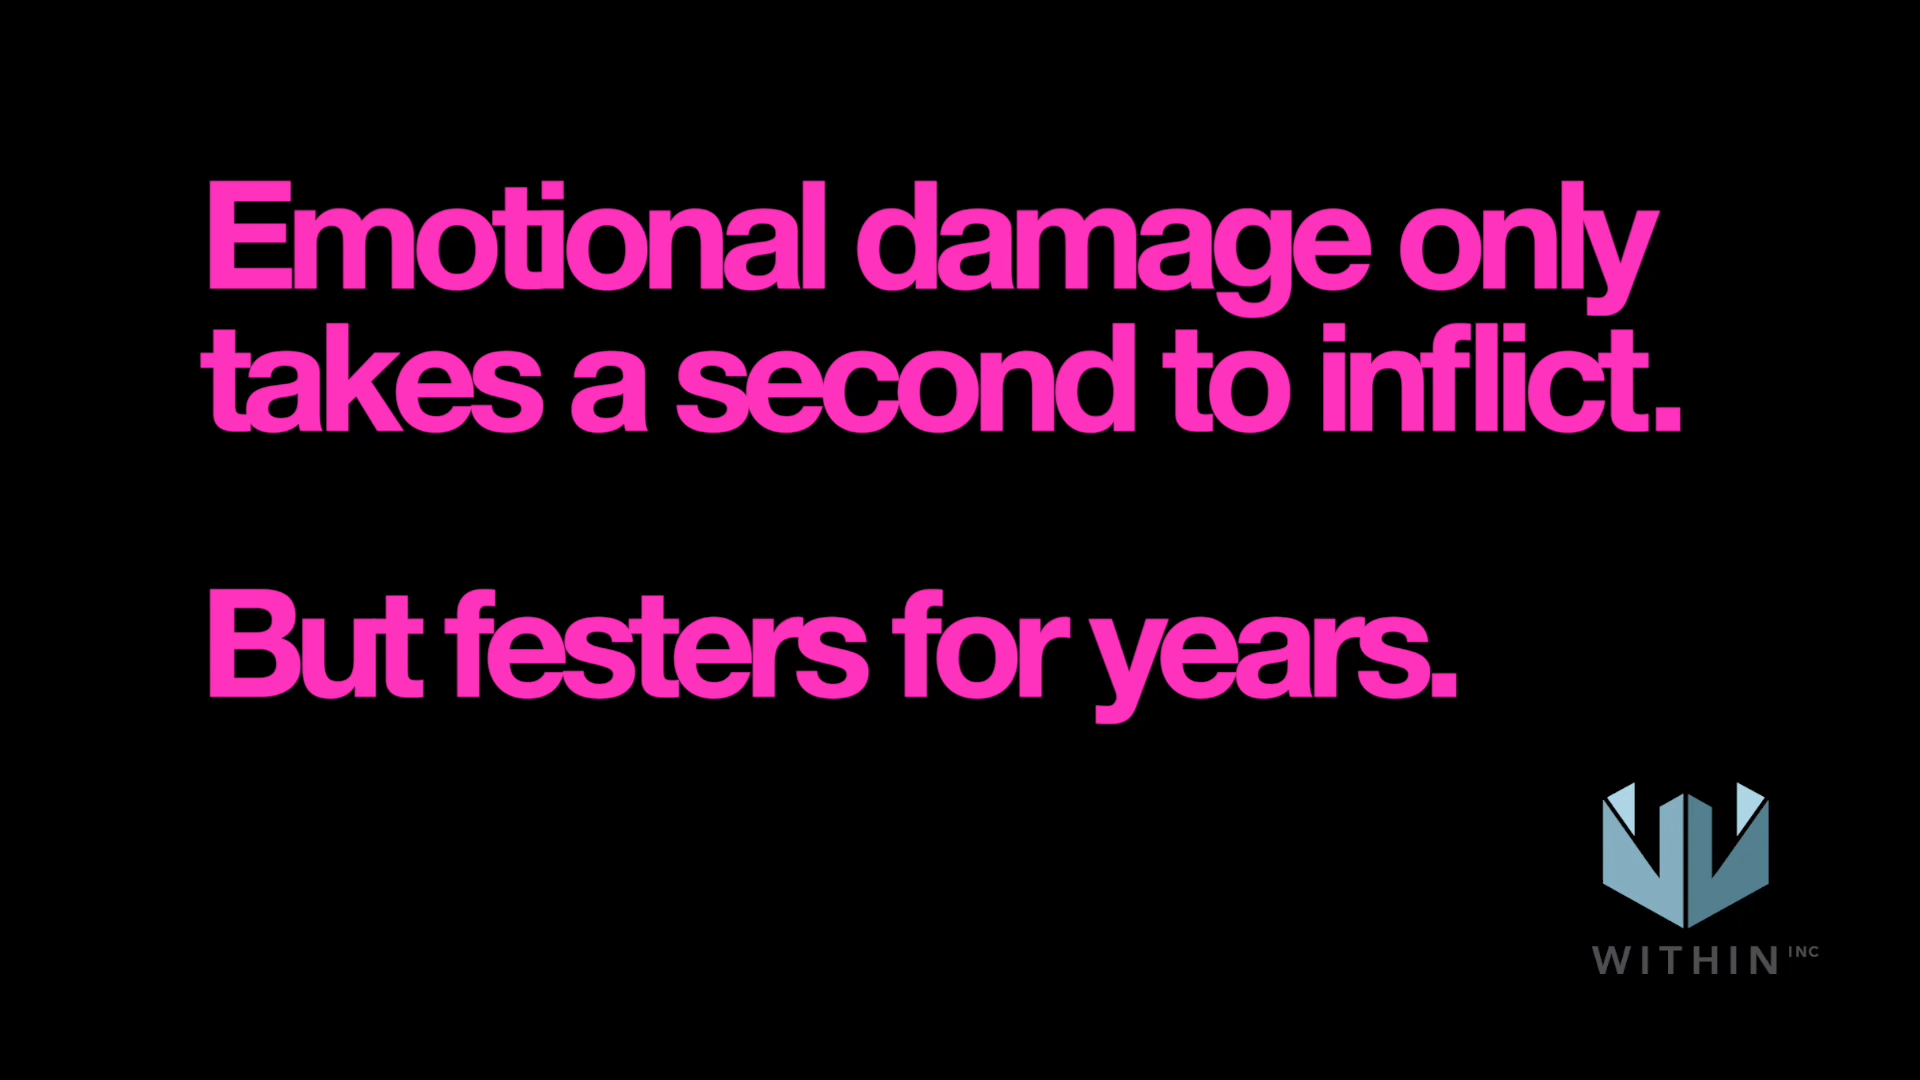 Emotional damage only
takes a second to inflict.
But festers for years.
WITHIN INC